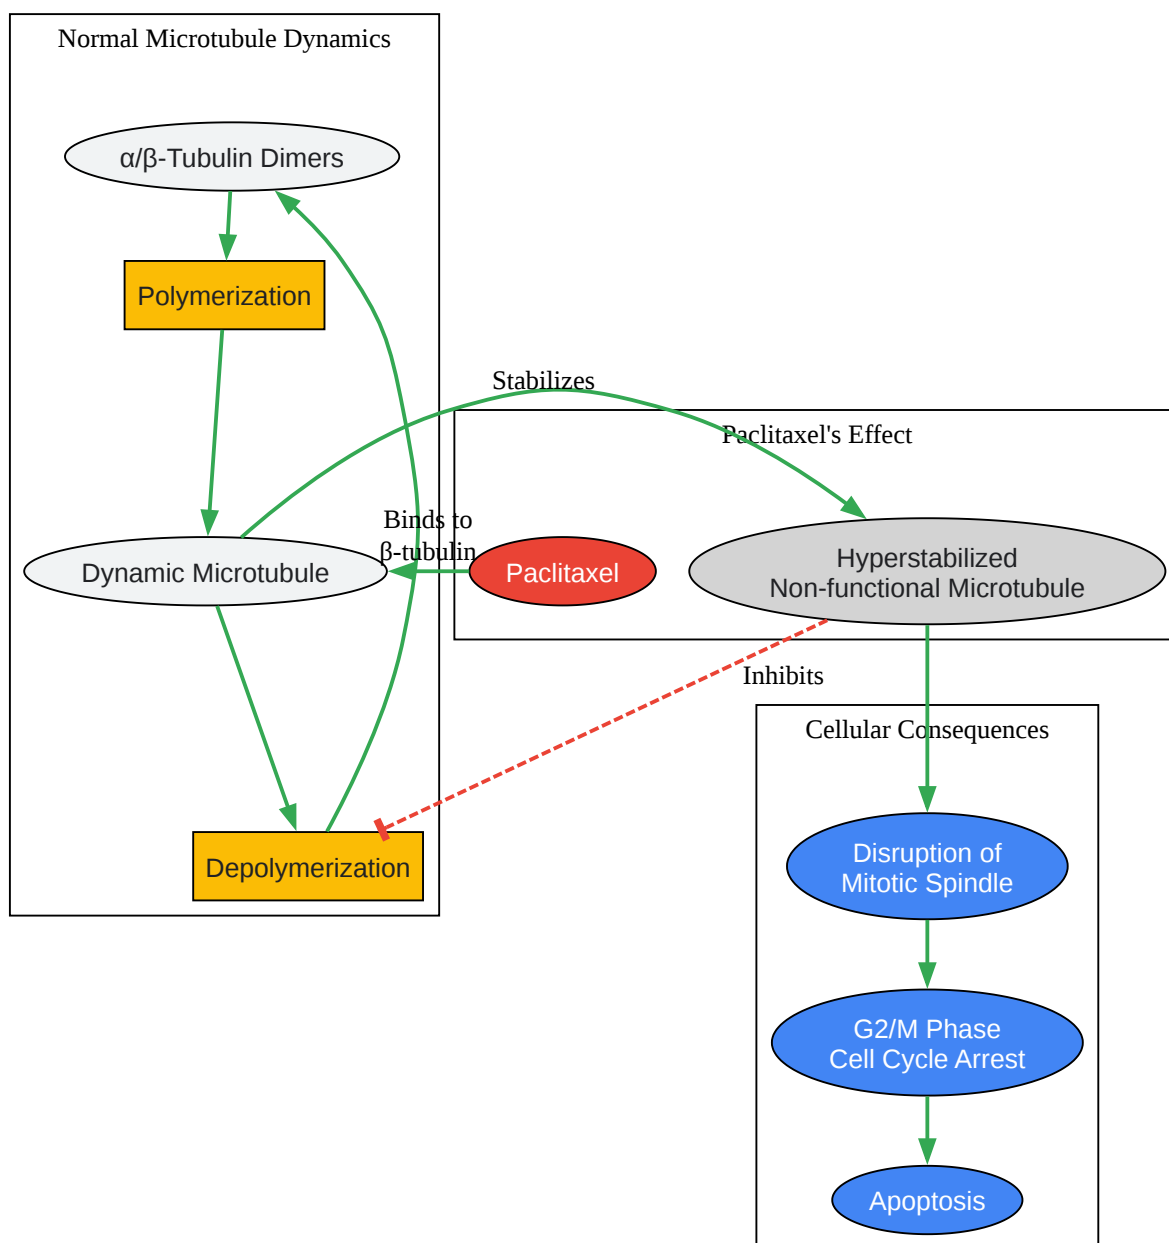 Normal Microtubule Dynamics
α/β-Tubulin Dimers
Polymerization
Stabilizes
Paclitaxel's Effect
Binds to
β-tubulin
Dynamic Microtubule
Paclitaxel
Hyperstabilized
Non-functional Microtubule
Inhibits
Cellular Consequences
Depolymerization
Disruption of
Mitotic Spindle
G2/M Phase
Cell Cycle Arrest
Apoptosis